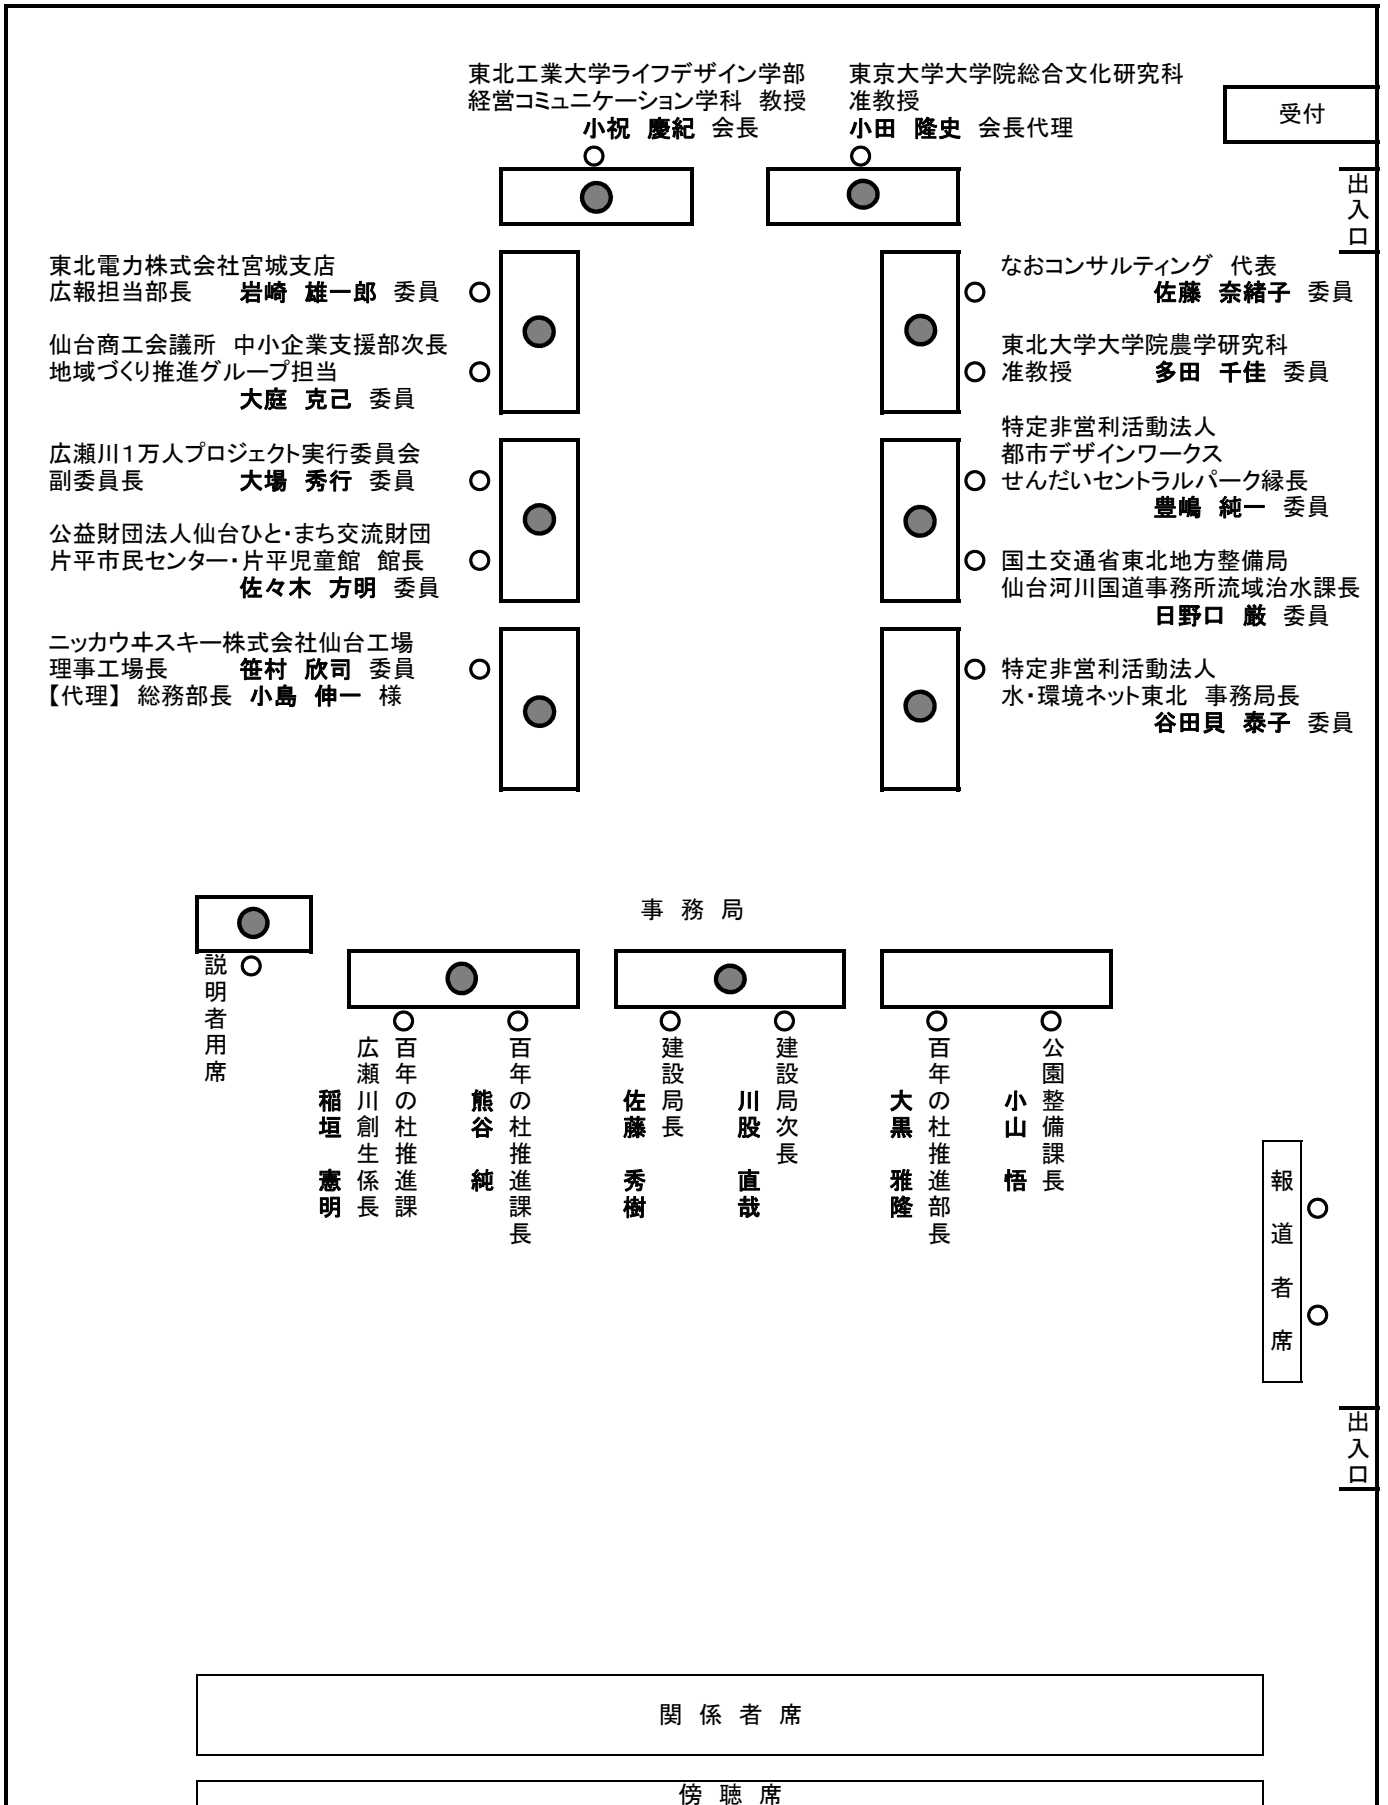 東北工業大学ライフデザイン学部
経営コミュニケーション学科 教授
小祝 慶紀 会長
東京大学大学院総合文化研究科
准教授
小田 隆史 会長代理
受付
出入口
東北電力株式会社宮城支店
広報担当部長 岩崎 雄一郎 委員
仙台商工会議所 中小企業支援部次長
地域づくり推進グループ担当
大庭 克己 委員
広瀬川1万人プロジェクト実行委員会
副委員長 大場 秀行 委員
公益財団法人仙台ひと・まち交流財団
片平市民センター・片平児童館 館長
佐々木 方明 委員
ニッカウヰスキー株式会社仙台工場
理事工場長 笹村 欣司 委員
【代理】 総務部長 小島 伸一 様
なおコンサルティング 代表
佐藤 奈緒子 委員
東北大学大学院農学研究科
准教授 多田 千佳 委員
特定非営利活動法人
都市デザインワークス
せんだいセントラルパーク縁長
豊嶋 純一 委員
国土交通省東北地方整備局
仙台河川国道事務所流域治水課長
日野口 厳 委員
特定非営利活動法人
水・環境ネット東北 事務局長
谷田貝 泰子 委員
事務局
説明者用席
百年の杜推進課
広瀬川創生係長
稲垣 憲明
百年の杜推進課長
熊谷 純
建設局長
佐藤 秀樹
建設局次長
川股 直哉
百年の杜推進部長
大黒 雅隆
公園整備課長
小山 悟
報道者席
出入口
関係者席
傍聴席